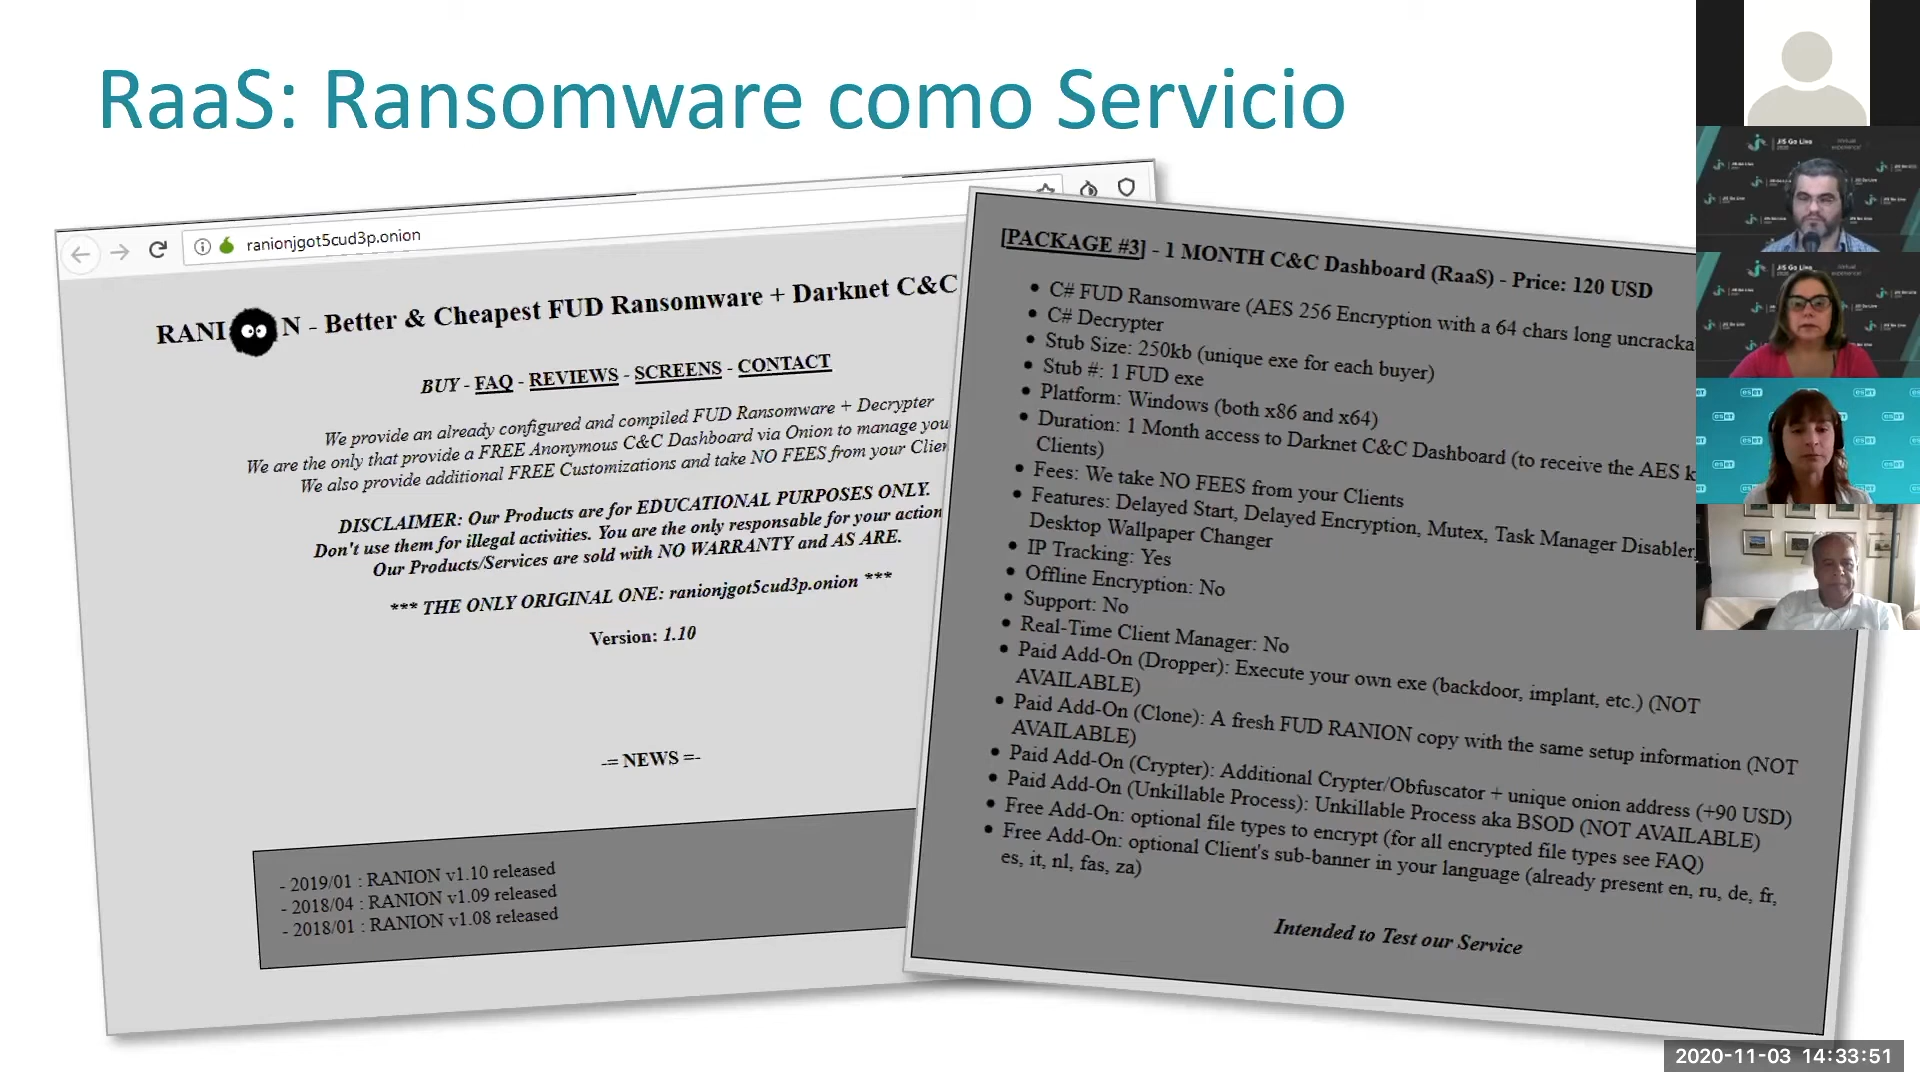 RaaS: Ransomware como Servicio
ranionjgot5cud3p.onion
RANI N - Better & Cheapest FUD Ransomware + Darknet C&C
BUY - FAQ - REVIEWS - SCREENS - CONTACT
We provide an already configured and compiled FUD Ransomware + Decrypter
We are the only that provide a FREE Anonymous C&C Dashboard via Onion to manage you
We also provide additional FREE Customizations and take NO FEES from your Clien
DISCLAIMER: Our Products are for EDUCATIONAL PURPOSES ONLY.
Don't use them for illegal activities. You are the only responsable for your action
Our Products/Services are sold with NO WARRANTY and AS ARE.
*** THE ONLY ORIGINAL ONE: ranionjgot5cud3p.onion ***
Version: 1.10
-= NEWS =-
- 2019/01 : RANION v1.10 released
- 2018/04 : RANION v1.09 released
- 2018/01 : RANION v1.08 released
[PACKAGE #3] - 1 MONTH C&C Dashboard (RaaS) - Price: 120 USD
C# FUD Ransomware (AES 256 Encryption with a 64 chars long uncracka
C# Decrypter
Stub Size: 250kb (unique exe for each buyer)
Stub #: 1 FUD exe
Platform: Windows (both x86 and x64)
Duration: 1 Month access to Darknet C&C Dashboard (to receive the AES k
Clients)
Fees: We take NO FEES from your Clients
Features: Delayed Start, Delayed Encryption, Mutex, Task Manager Disabler,
Desktop Wallpaper Changer
IP Tracking: Yes
Offline Encryption: No
Support: No
Real-Time Client Manager: No
Paid Add-On (Dropper): Execute your own exe (backdoor, implant, etc.) (NOT
AVAILABLE)
Paid Add-On (Clone): A fresh FUD RANION copy with the same setup information (NOT
AVAILABLE)
Paid Add-On (Crypter): Additional Crypter/Obfuscator + unique onion address (+90 USD)
Paid Add-On (Unkillable Process): Unkillable Process aka BSOD (NOT AVAILABLE)
Free Add-On: optional file types to encrypt (for all encrypted file types see FAQ)
Free Add-On: optional Client's sub-banner in your language (already present en, ru, de, fr,
es, it, nl, fas, za)
Intended to Test our Service
JIS Go Live
JIS Go Live
eset
2020-11-03 14:33:51